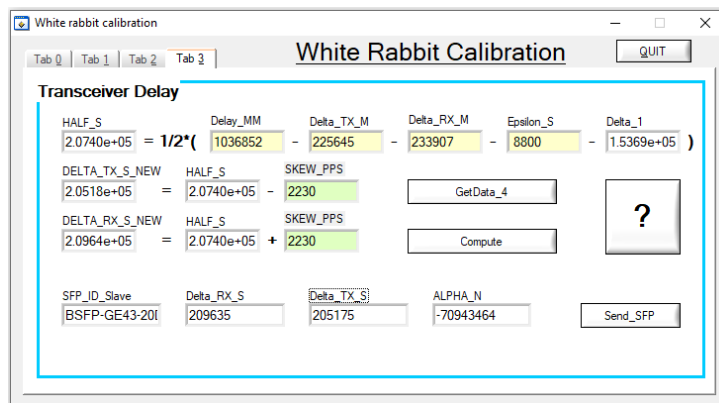 White rabbit calibration
Tab 0 Tab 1 Tab 2 Tab 3
White Rabbit Calibration
QUIT
Transceiver Delay
HALF_S Delay_MM Delta_TX_M Delta_RX_M Epsilon_S Delta_1
2.0740e+05 = 1/2*( 1036852 - 225645 - 233907 - 8800 - 1.5369e+05 )
DELTA_TX_S_NEW HALF_S SKEW_PPS
2.0518e+05 = 2.0740e+05 - 2230 GetData_4
DELTA_RX_S_NEW HALF_S SKEW_PPS
2.0964e+05 = 2.0740e+05 + 2230 Compute
?
SFP_ID_Slave Delta_RX_S Delta_TX_S ALPHA_N
BSFP-GE43-20 209635 205175 -70943464 Send_SFP